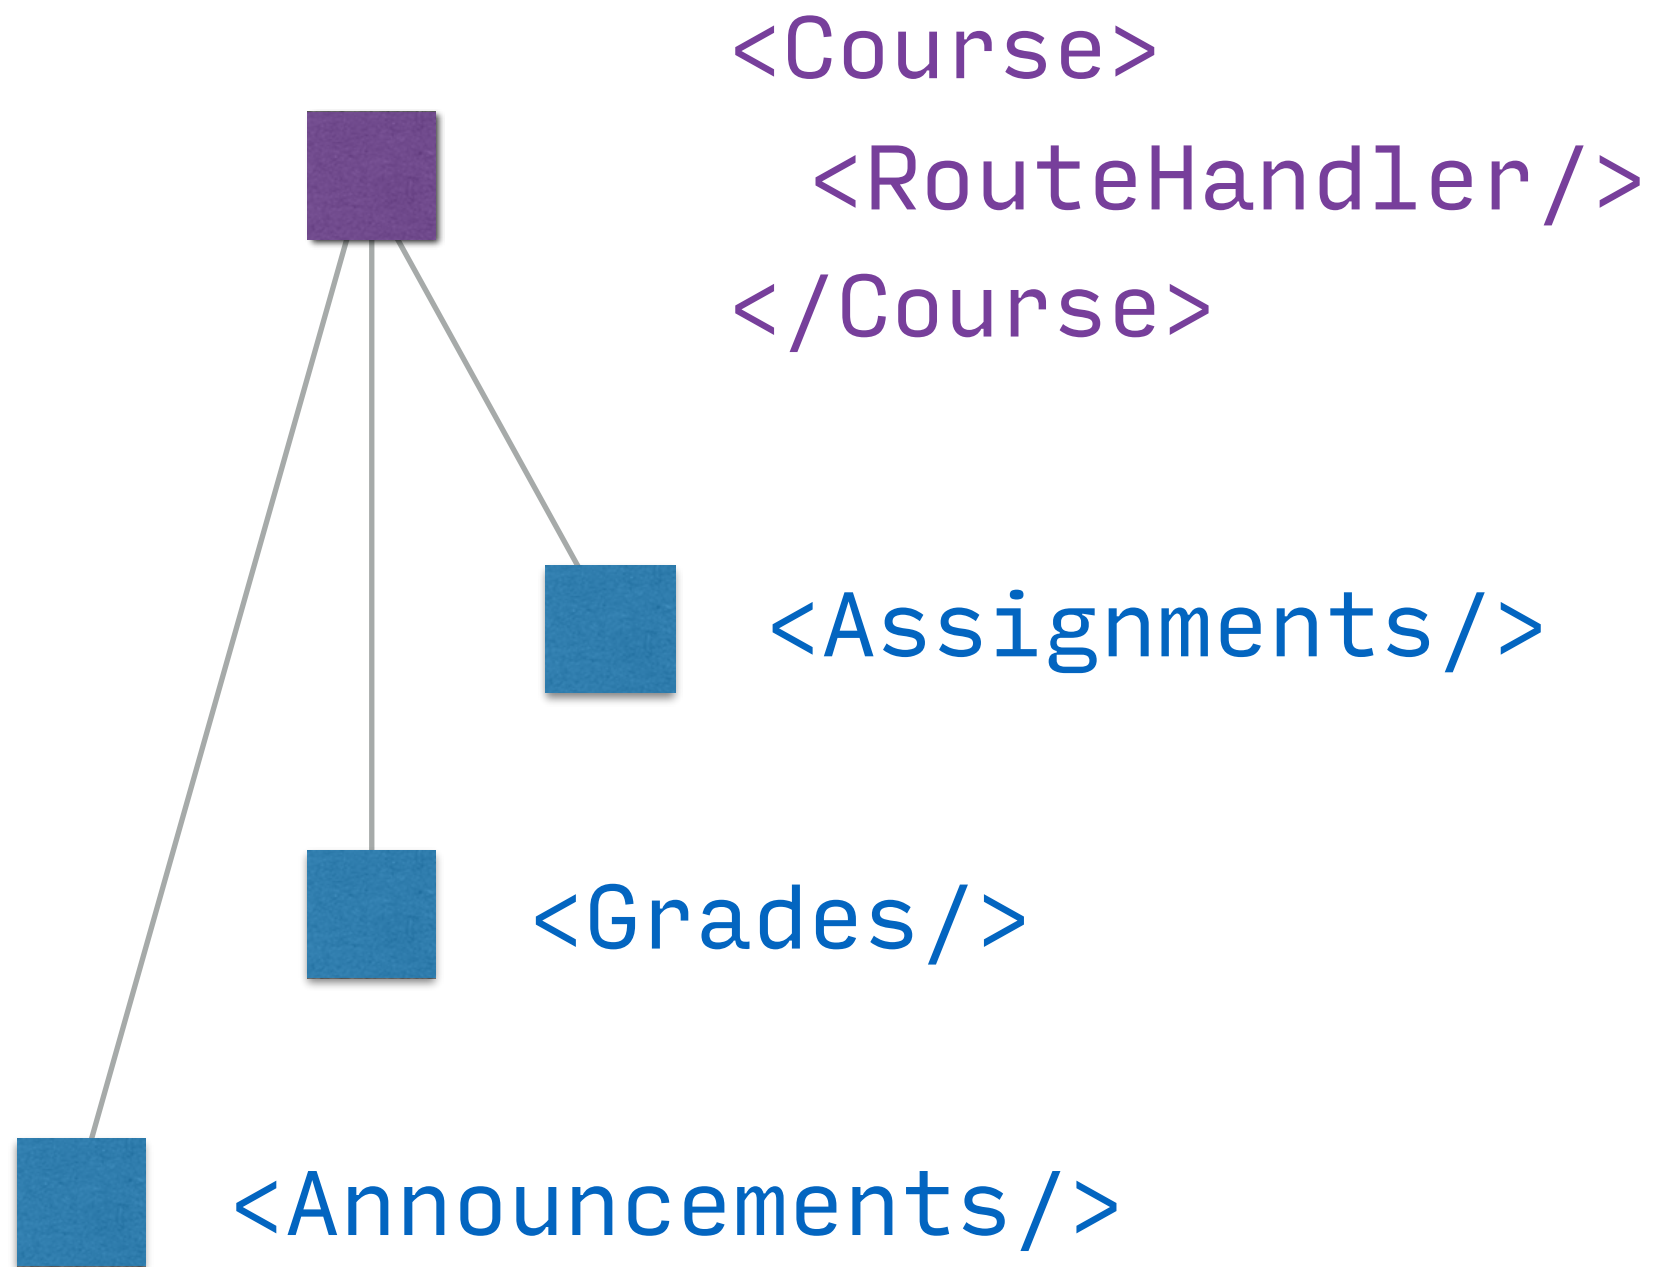 <Course>
<RouteHandler/>
</Course>
<Assignments/>
<Grades/>
<Announcements/>